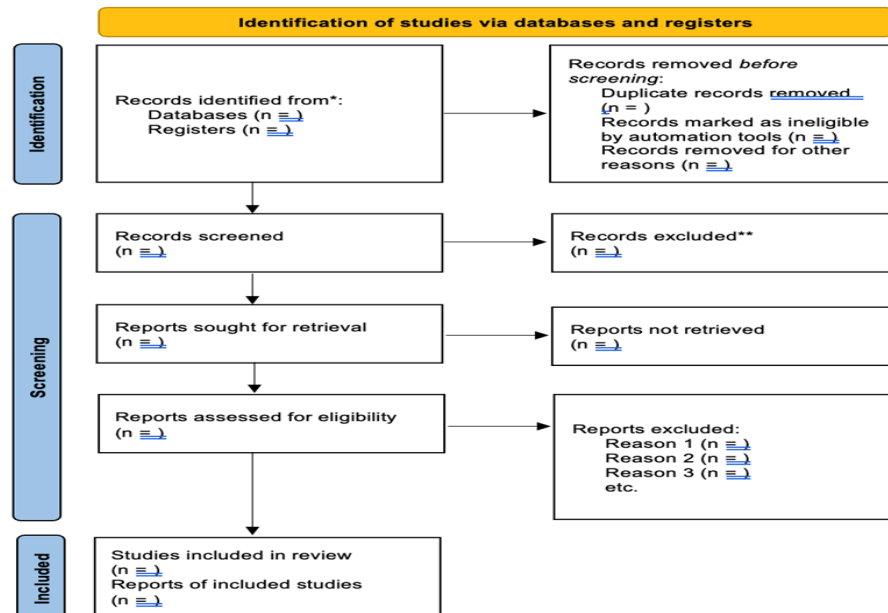 Identification of studies via databases and registers
Identification
Records identified from*:
Databases (n = )
Registers (n = )
Records removed before
screening:
Duplicate records removed
(n = )
Records marked as ineligible
by automation tools (n = )
Records removed for other
reasons (n = )
Screening
Records screened
(n = )
Records excluded**
(n = )
Reports sought for retrieval
(n = )
Reports not retrieved
(n = )
Reports assessed for eligibility
(n = )
Reports excluded:
Reason 1 (n = )
Reason 2 (n = )
Reason 3 (n = )
etc.
Included
Studies included in review
(n = )
Reports of included studies
(n = )